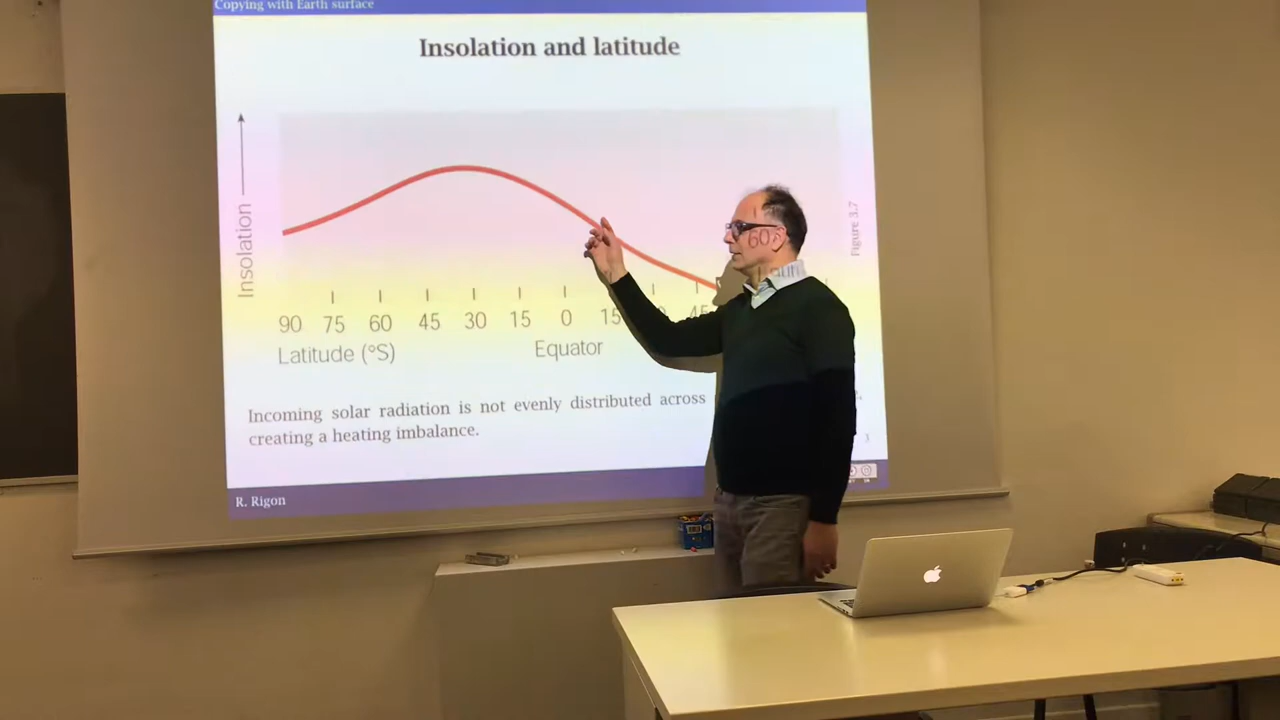 Copying with Earth surface
Insolation and latitude
Insolation
Figure 3.7
60
90 75 60 45 30 15 0 15 45
Latitude (°S) Equator
Incoming solar radiation is not evenly distributed across
creating a heating imbalance.
3
R. Rigon